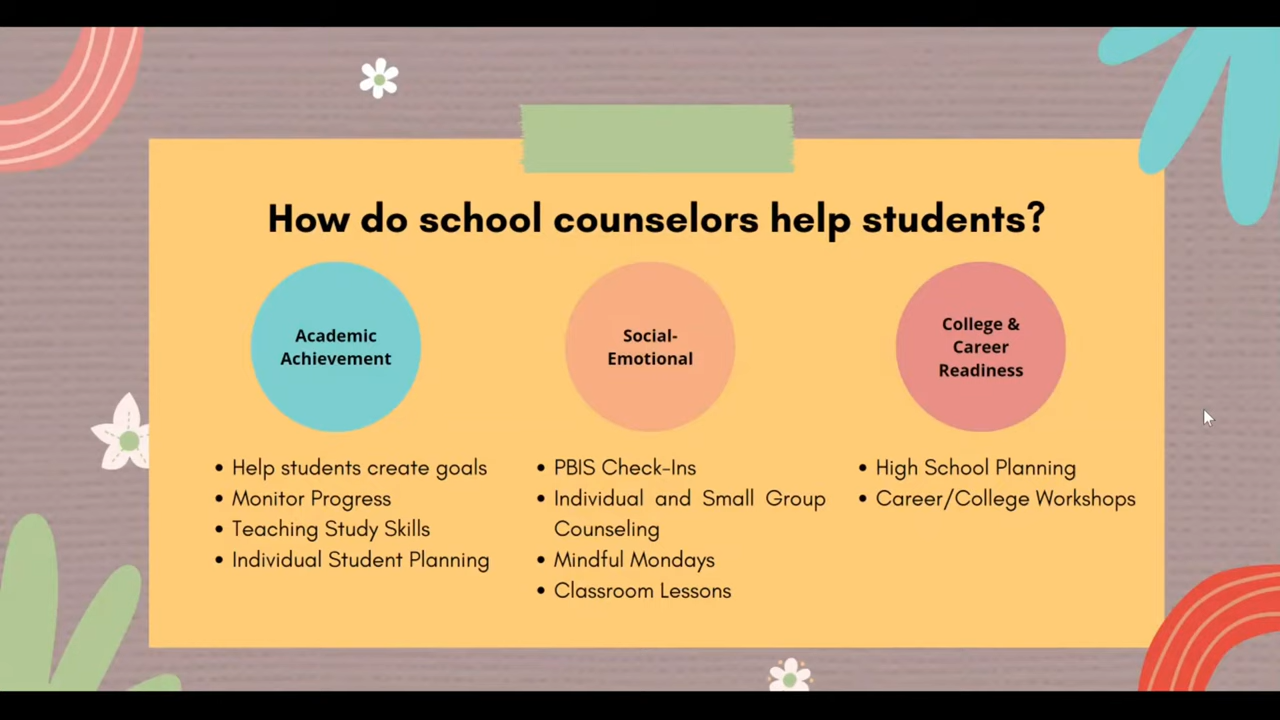 How do school counselors help students?
Academic
Achievement
Social-
Emotional
College &
Career
Readiness
• Help students create goals
• Monitor Progress
• Teaching Study Skills
• Individual Student Planning
• PBIS Check-Ins
• Individual and Small Group
Counseling
• Mindful Mondays
• Classroom Lessons
• High School Planning
• Career/College Workshops